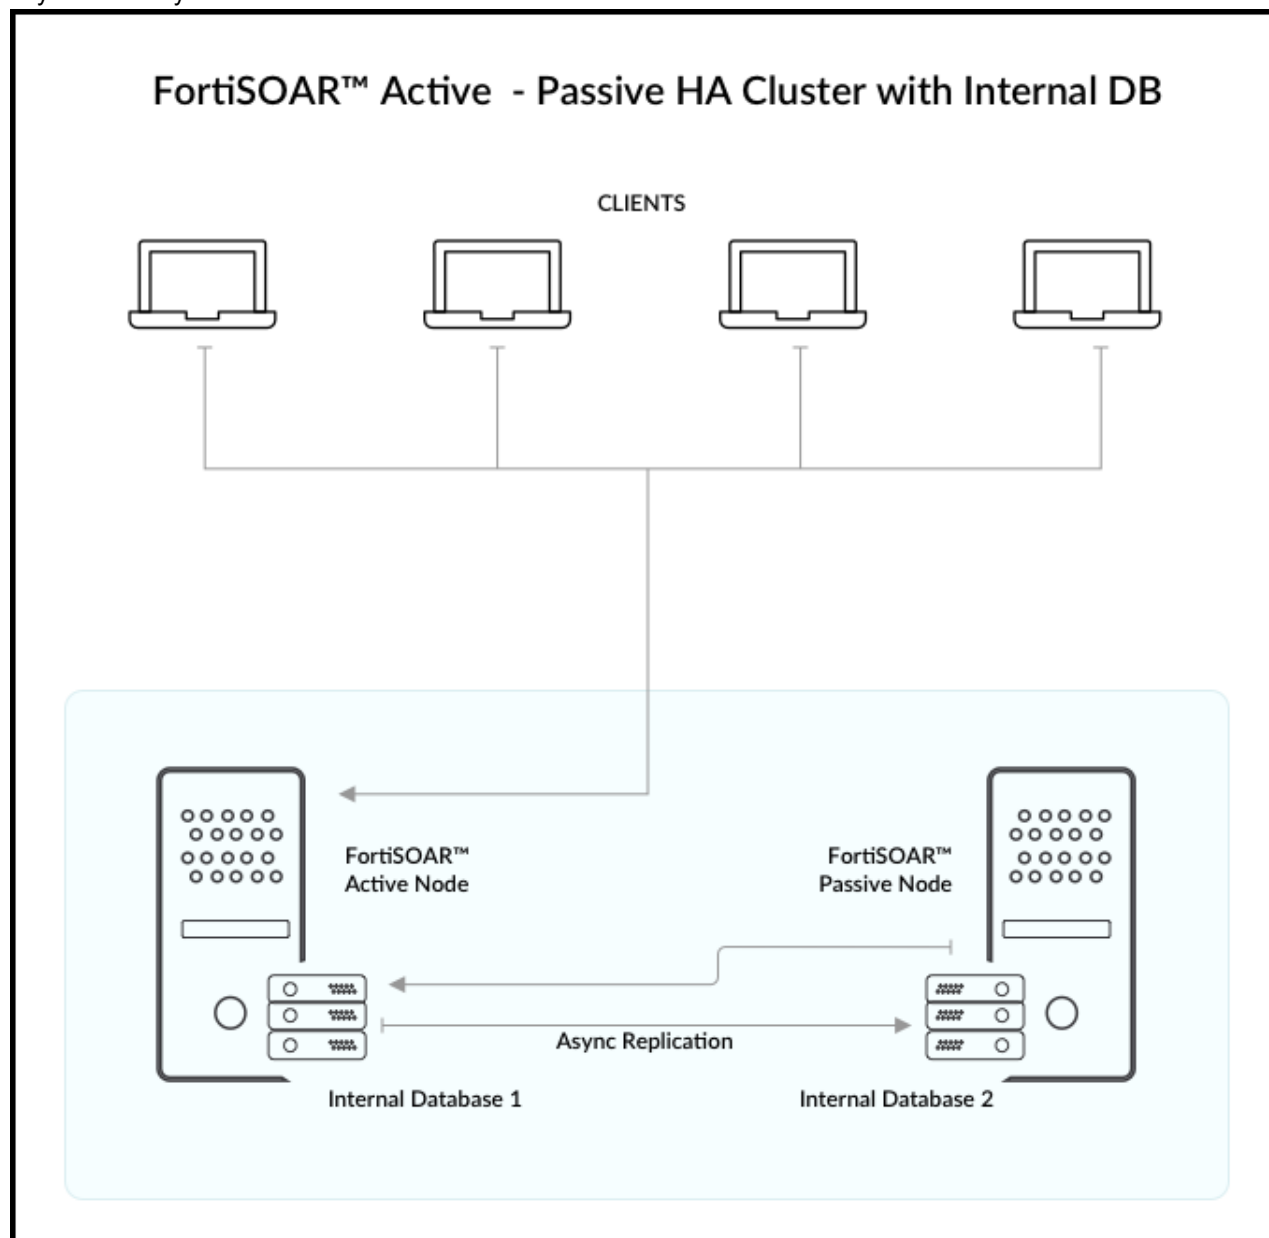 FortiSOAR™ Active - Passive HA Cluster with Internal DB
CLIENTS
FortiSOAR™
Active Node
FortiSOAR™
Passive Node
Async Replication
Internal Database 1
Internal Database 2